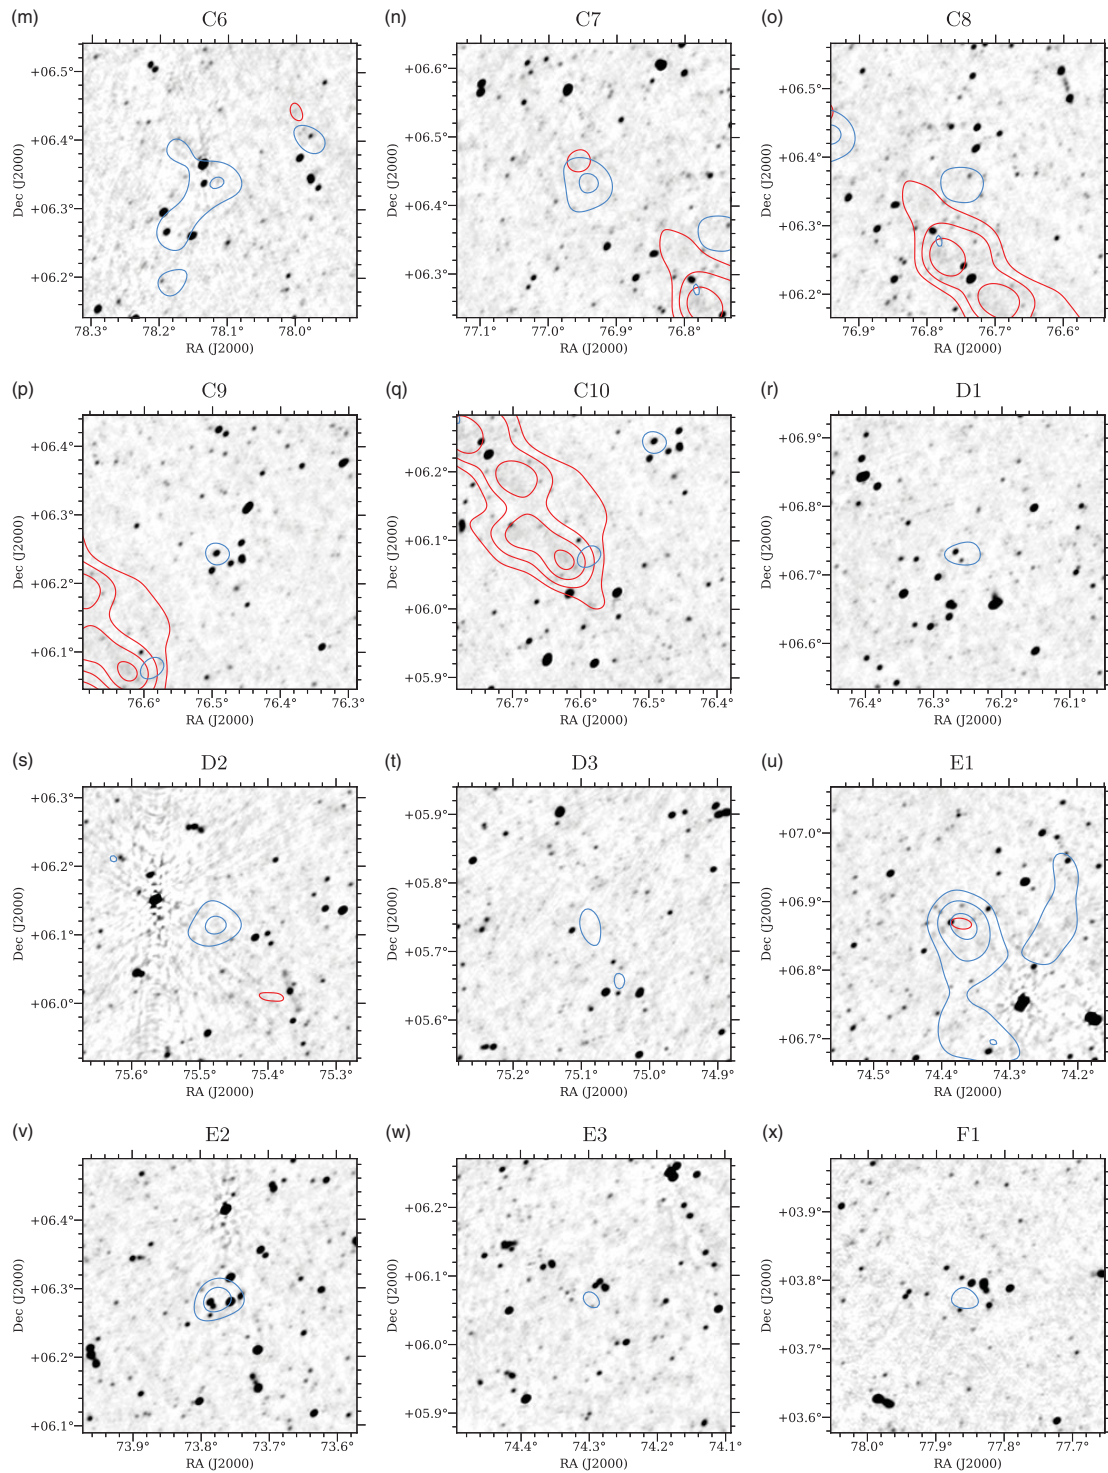 (m) C6
+06.5°
+06.4°
+06.3°
+06.2°
78.3° 78.2° 78.1° 78.0°
RA (J2000)
Dec (J2000)
(n) C7
+06.6°
+06.5°
+06.4°
+06.3°
77.1° 77.0° 76.9° 76.8°
RA (J2000)
Dec (J2000)
(o) C8
+06.5°
+06.4°
+06.3°
+06.2°
76.9° 76.8° 76.7° 76.6°
RA (J2000)
Dec (J2000)
(p) C9
+06.4°
+06.3°
+06.2°
+06.1°
76.6° 76.5° 76.4° 76.3°
RA (J2000)
Dec (J2000)
(q) C10
+06.2°
+06.1°
+06.0°
+05.9°
76.7° 76.6° 76.5° 76.4°
RA (J2000)
Dec (J2000)
(r) D1
+06.9°
+06.8°
+06.7°
+06.6°
76.4° 76.3° 76.2° 76.1°
RA (J2000)
Dec (J2000)
(s) D2
+06.3°
+06.2°
+06.1°
+06.0°
75.6° 75.5° 75.4° 75.3°
RA (J2000)
Dec (J2000)
(t) D3
+05.9°
+05.8°
+05.7°
+05.6°
75.2° 75.1° 75.0° 74.9°
RA (J2000)
Dec (J2000)
(u) E1
+07.0°
+06.9°
+06.8°
+06.7°
74.5° 74.4° 74.3° 74.2°
RA (J2000)
Dec (J2000)
(v) E2
+06.4°
+06.3°
+06.2°
+06.1°
73.9° 73.8° 73.7° 73.6°
RA (J2000)
Dec (J2000)
(w) E3
+06.2°
+06.1°
+06.0°
+05.9°
74.4° 74.3° 74.2° 74.1°
RA (J2000)
Dec (J2000)
(x) F1
+03.9°
+03.8°
+03.7°
+03.6°
78.0° 77.9° 77.8° 77.7°
RA (J2000)
Dec (J2000)